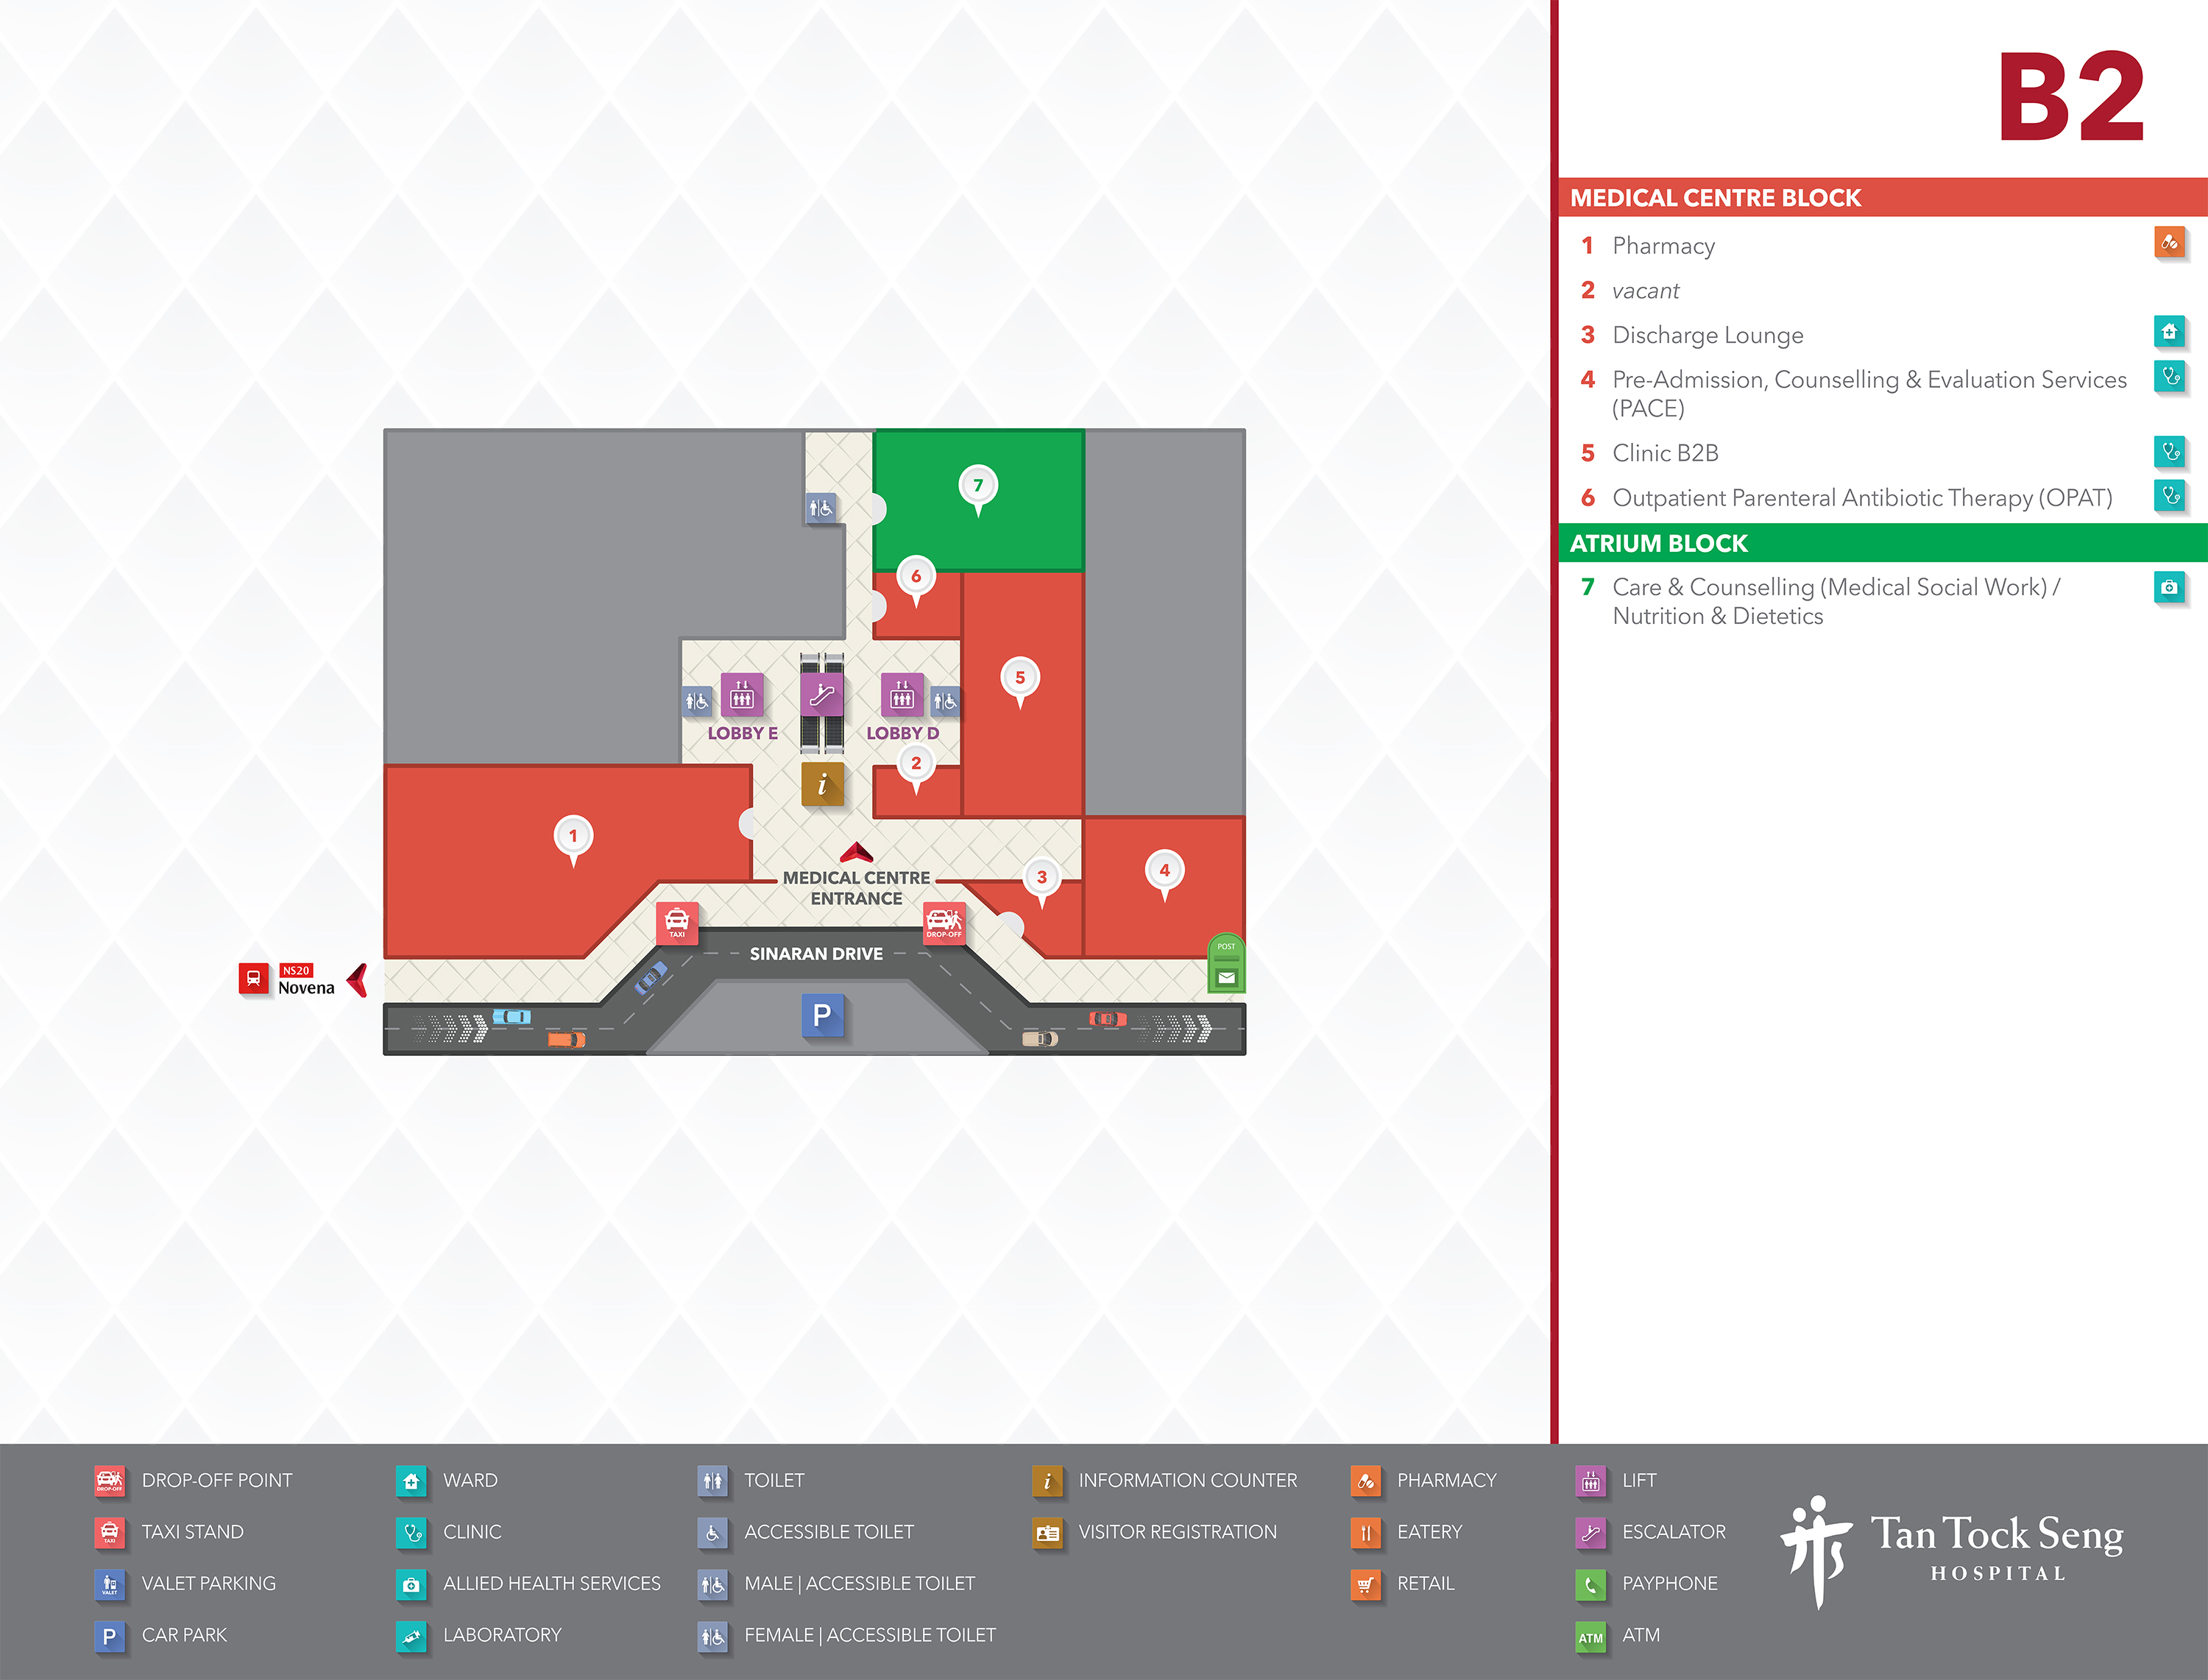 B2
MEDICAL CENTRE BLOCK
1 Pharmacy
2 vacant
3 Discharge Lounge
4 Pre-Admission, Counselling & Evaluation Services
(PACE)
5 Clinic B2B
6 Outpatient Parenteral Antibiotic Therapy (OPAT)
ATRIUM BLOCK
7 Care & Counselling (Medical Social Work) /
Nutrition & Dietetics
7
6
5
LOBBY E
LOBBY D
2
i
1
MEDICAL CENTRE
ENTRANCE
3
4
TAXI
DROP-OFF
SINARAN DRIVE
POST
NS20
Novena
P
DROP-OFF
DROP-OFF POINT
WARD
TOILET
i
INFORMATION COUNTER
PHARMACY
LIFT
TAXI
TAXI STAND
CLINIC
ACCESSIBLE TOILET
VISITOR REGISTRATION
EATERY
ESCALATOR
VALET
VALET PARKING
ALLIED HEALTH SERVICES
MALE | ACCESSIBLE TOILET
RETAIL
PAYPHONE
P
CAR PARK
LABORATORY
FEMALE | ACCESSIBLE TOILET
ATM
ATM
Tan Tock Seng
HOSPITAL